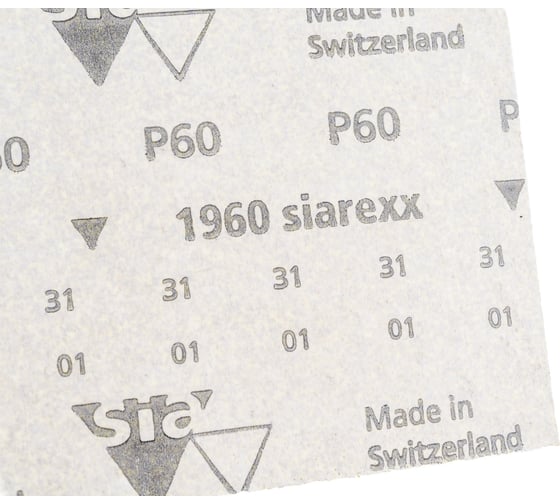 sia
Made in
Switzerland
P60 P60
1960 siarexx
31 31 31 31 31
01 01 01 01 01
sia
Made in
Switzerland